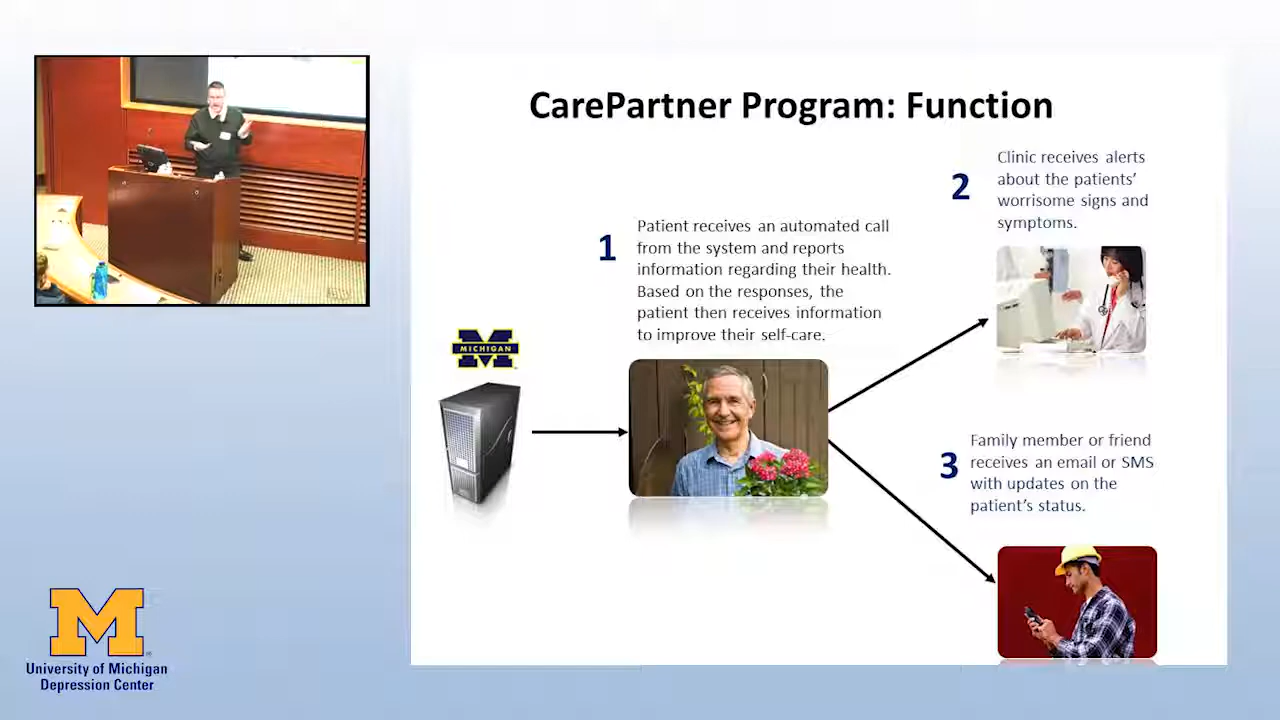 CarePartner Program: Function
1
Patient receives an automated call
from the system and reports
information regarding their health.
Based on the responses, the
patient then receives information
to improve their self-care.
2
Clinic receives alerts
about the patients’
worrisome signs and
symptoms.
MICHIGAN
3
Family member or friend
receives an email or SMS
with updates on the
patient’s status.
M
University of Michigan
Depression Center